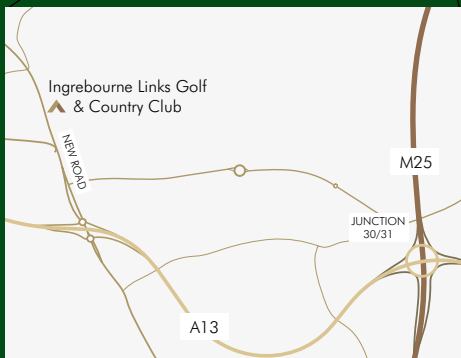 Ingrebourne Links Golf
& Country Club
NEW ROAD
M25
JUNCTION
30/31
A13